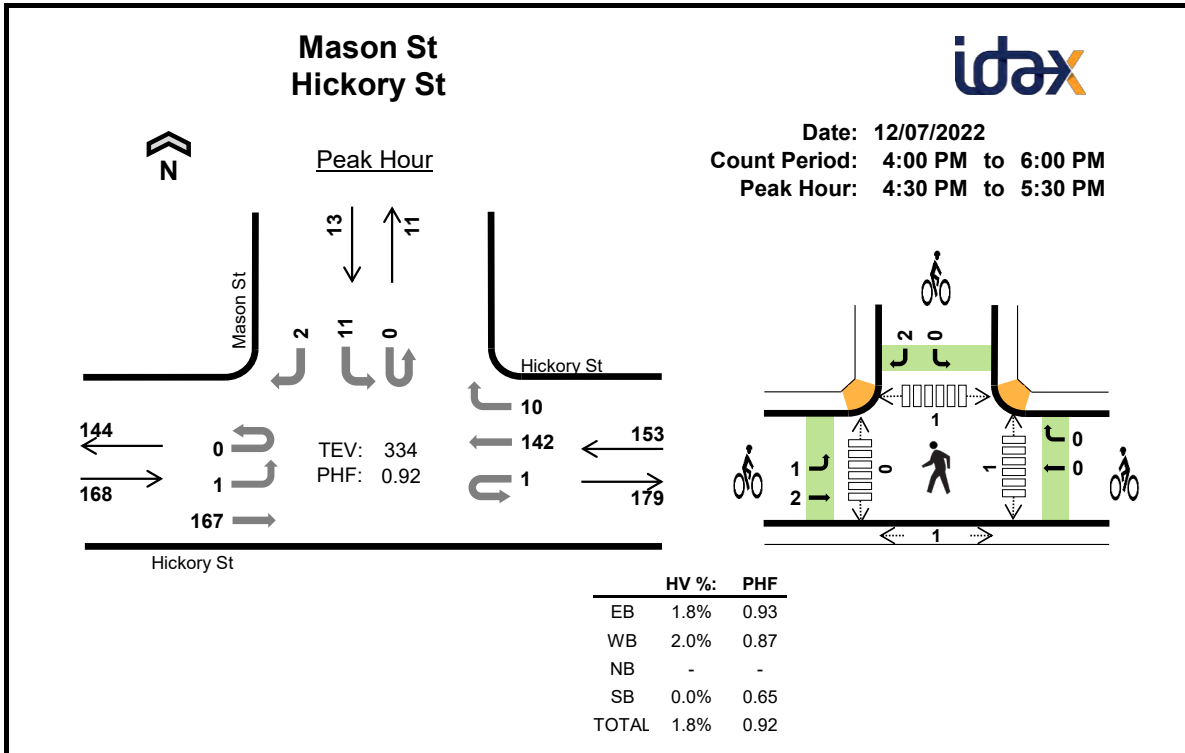 Mason St
Hickory St
idax
N
Peak Hour
Date: 12/07/2022
Count Period: 4:00 PM to 6:00 PM
Peak Hour: 4:30 PM to 5:30 PM
13
11
Mason St
2
11
0
Hickory St
10
142
1
144
168
0
1
167
TEV: 334
PHF: 0.92
153
179
Hickory St
2
0
1
1
2
0
1
0
0
1
HV %: PHF
EB 1.8% 0.93
WB 2.0% 0.87
NB - -
SB 0.0% 0.65
TOTAL 1.8% 0.92